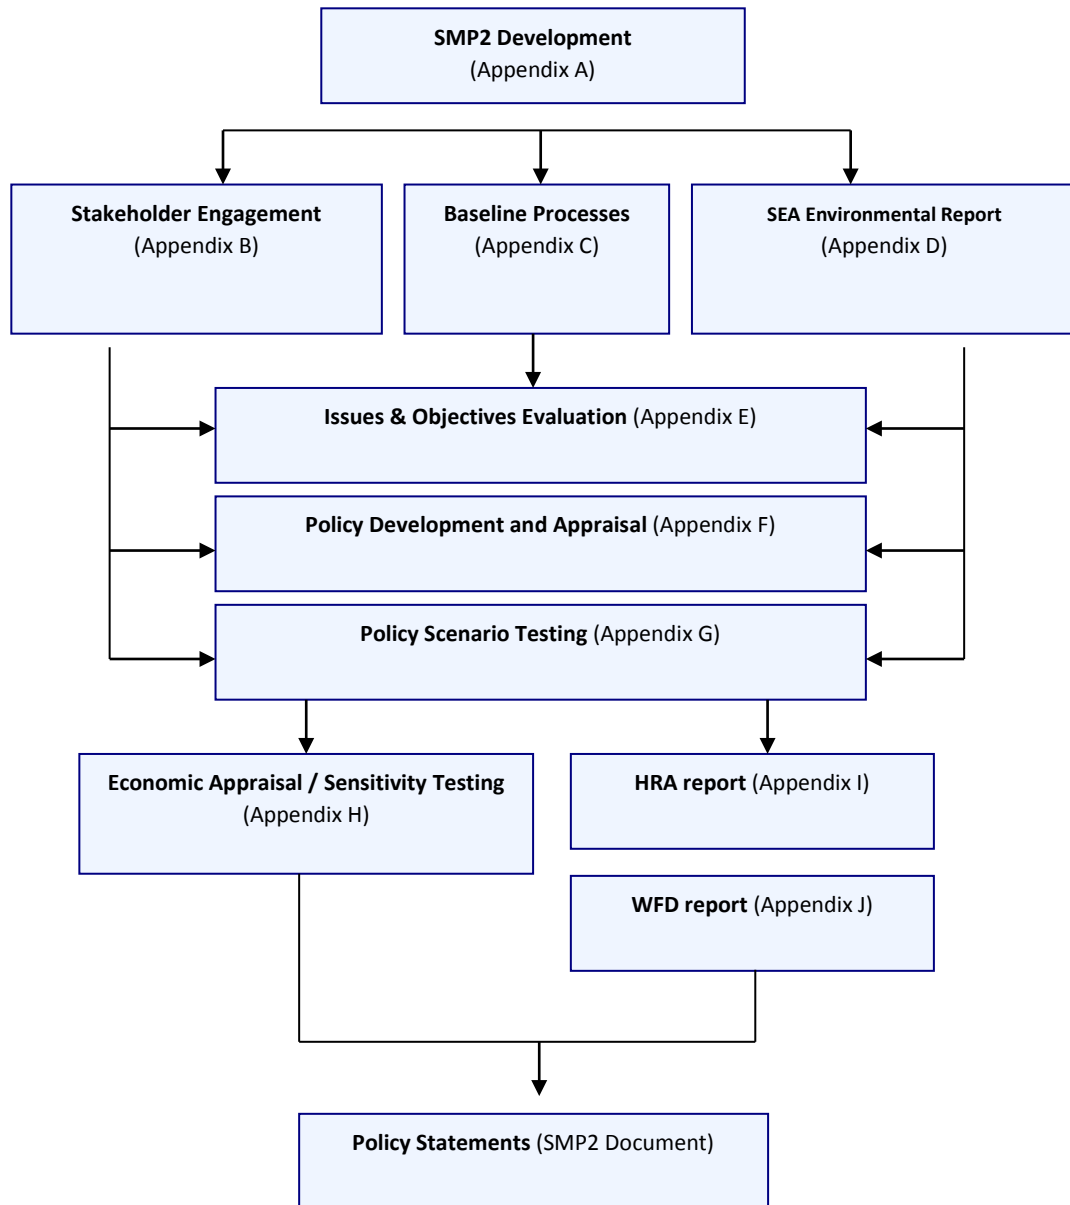 SMP2 Development
(Appendix A)
Stakeholder Engagement
(Appendix B)
Baseline Processes
(Appendix C)
SEA Environmental Report
(Appendix D)
Issues & Objectives Evaluation (Appendix E)
Policy Development and Appraisal (Appendix F)
Policy Scenario Testing (Appendix G)
Economic Appraisal / Sensitivity Testing
(Appendix H)
HRA report (Appendix I)
WFD report (Appendix J)
Policy Statements (SMP2 Document)